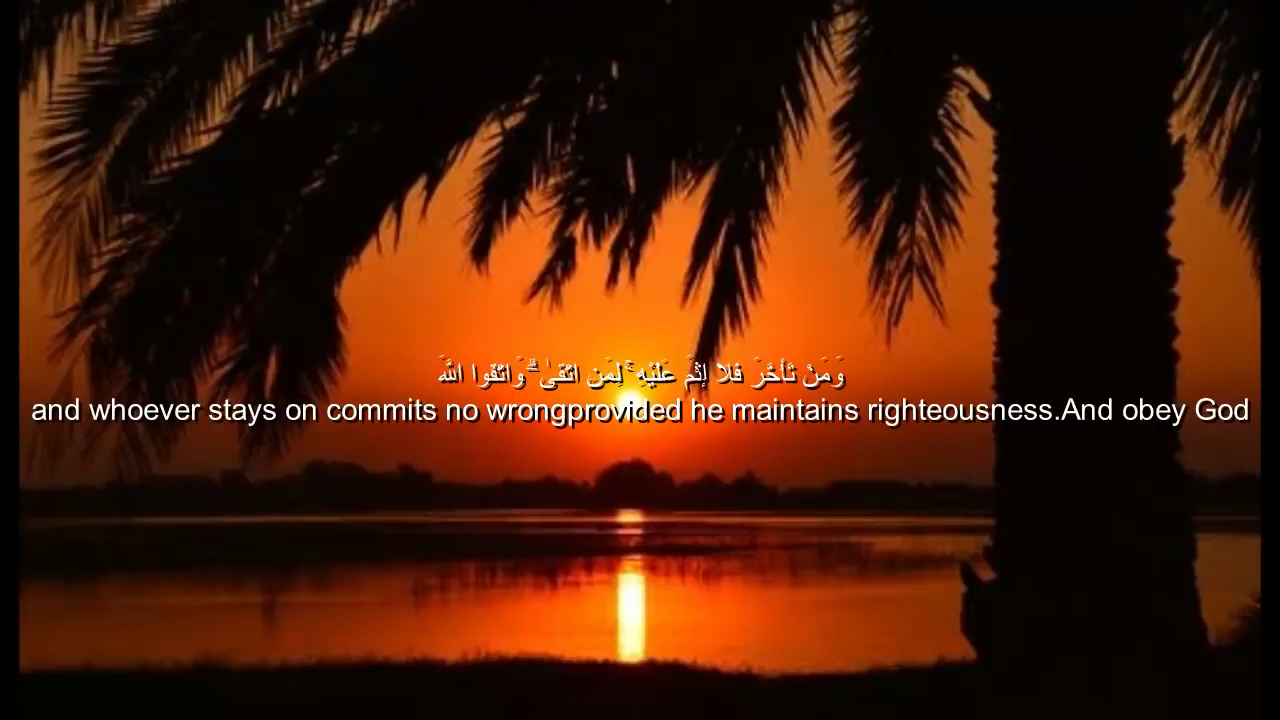 وَمَنْ تَأَخَّرَ فَلَا إِثْمَ عَلَيْهِ ۚ لِمَنِ اتَّقَىٰ ۗ وَاتَّقُوا اللَّهَ
and whoever stays on commits no wrongprovided he maintains righteousness.And obey God